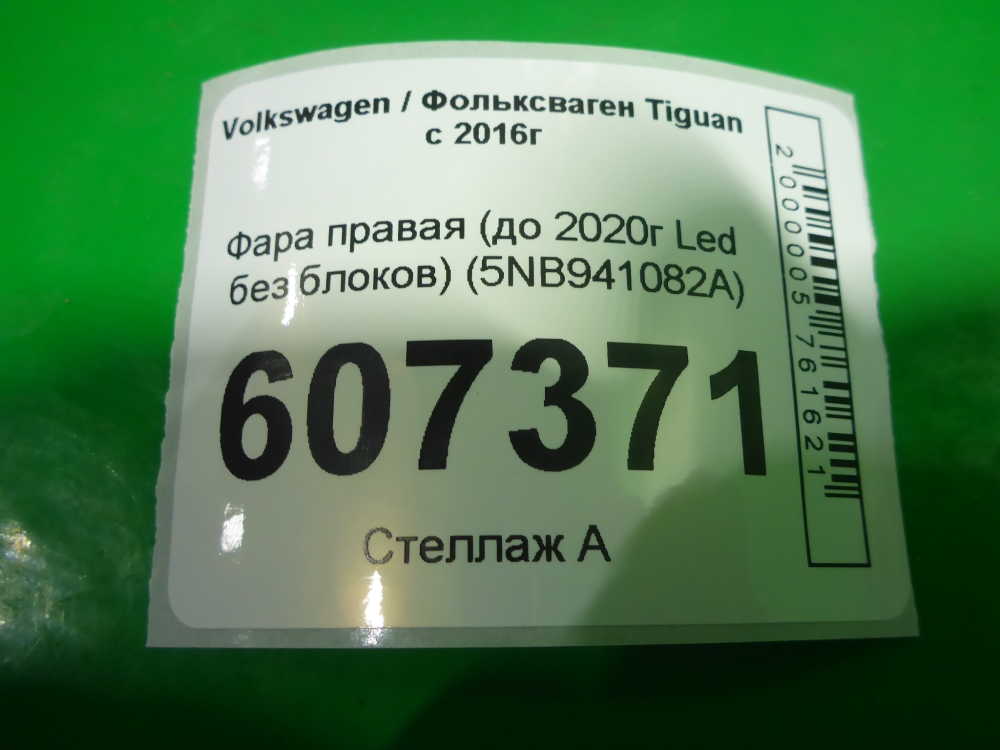 Volkswagen / Фольксваген Tiguan
с 2016г
Фара правая (до 2020г Led
без блоков) (5NB941082A)
607371
Стеллаж А
2000005761621